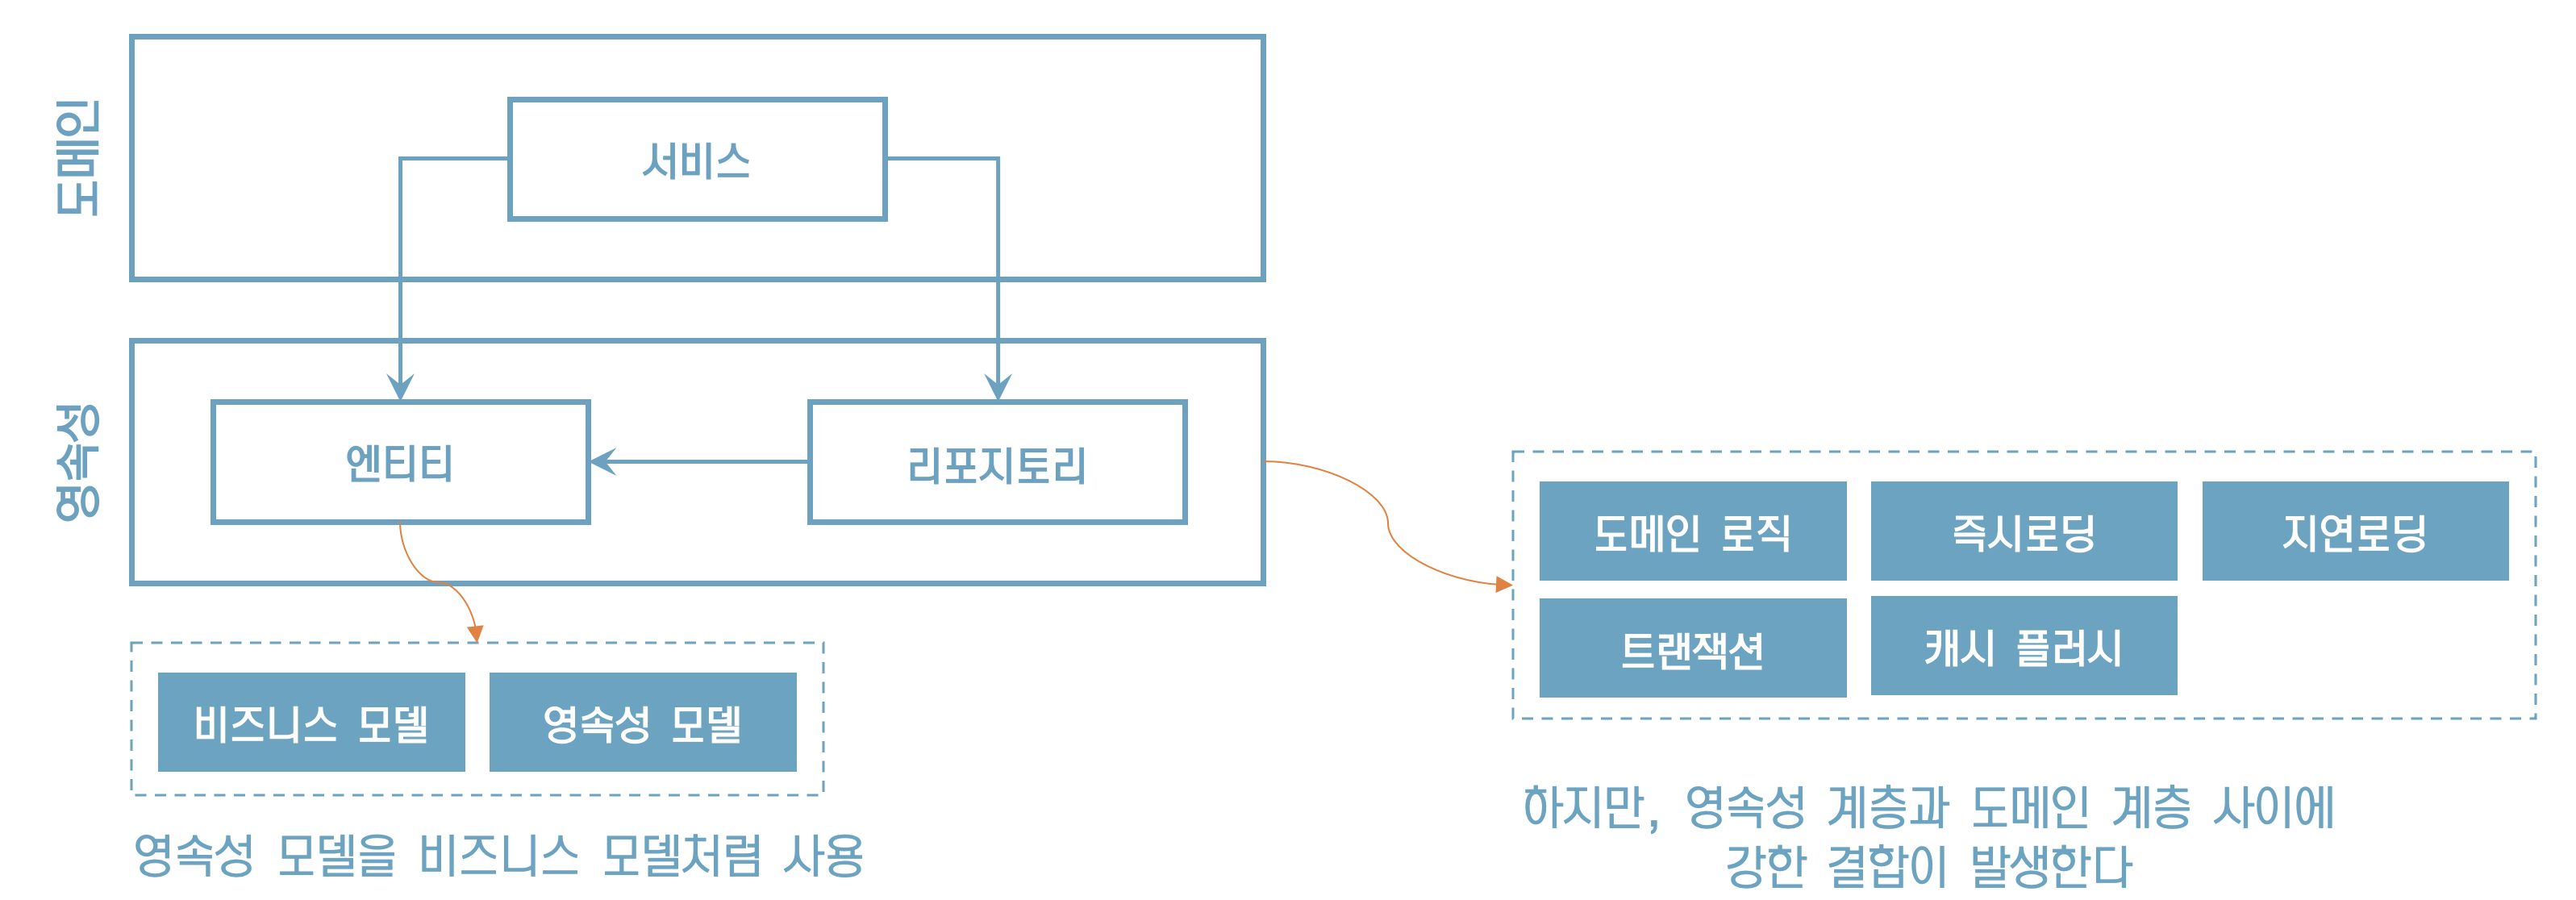 도메인
서비스
영속성
엔티티
리포지토리
도메인 로직
즉시로딩
지연로딩
트랜잭션
캐시 플러시
비즈니스 모델
영속성 모델
영속성 모델을 비즈니스 모델처럼 사용
하지만, 영속성 계층과 도메인 계층 사이에
강한 결합이 발생한다